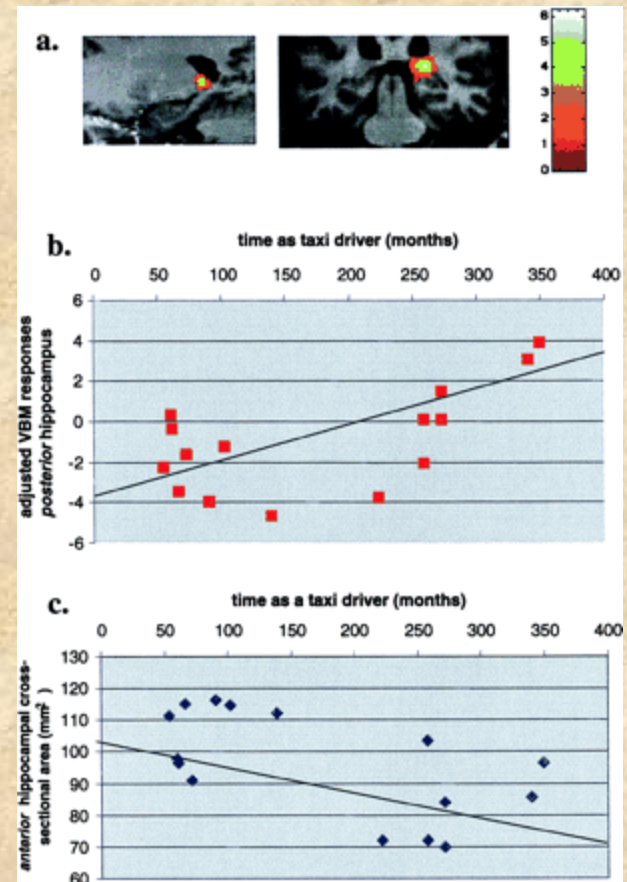 a.
6
5
4
3
2
1
0
b.
time as taxi driver (months)
0 50 100 150 200 250 300 350 400
adjusted VBM responses
posterior hippocampus
6
4
2
0
-2
-4
-6
c.
time as a taxi driver (months)
0 50 100 150 200 250 300 350 400
anterior hippocampal cross-
sectional area (mm2 )
130
120
110
100
90
80
70
60